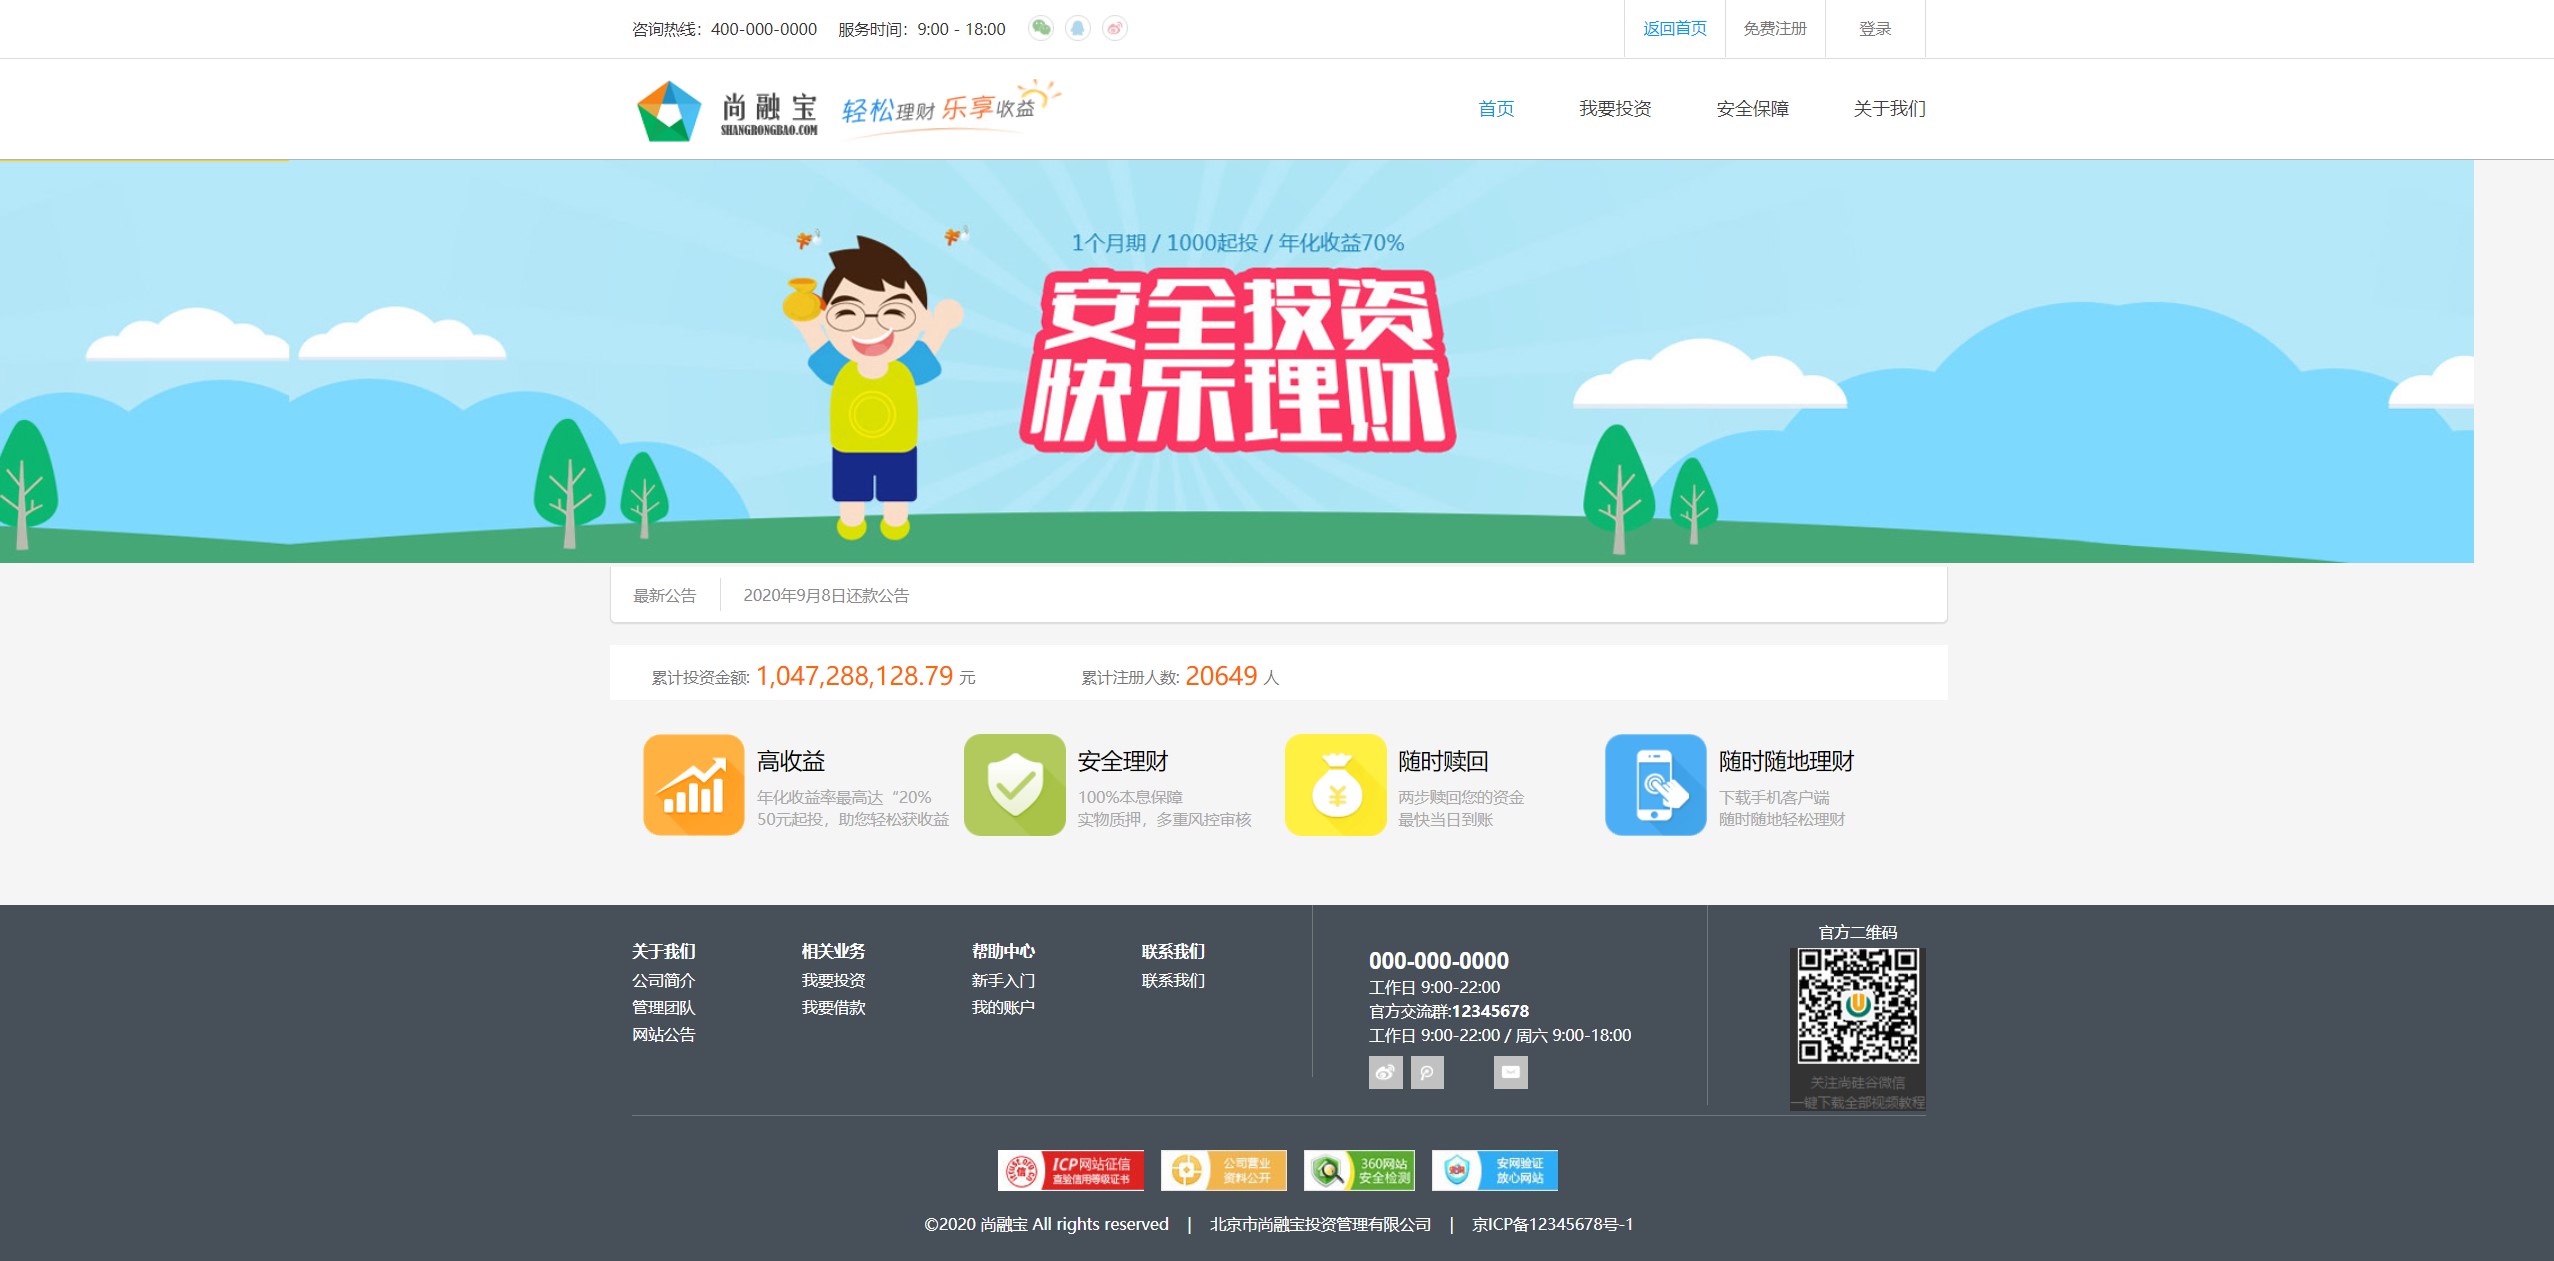 咨询热线：400-000-0000 服务时间：9:00 - 18:00
返回首页 免费注册 登录
尚融宝
SHANGRONGBAO.COM
轻松理财 乐享收益
首页 我要投资 安全保障 关于我们
1个月期 / 1000起投 / 年化收益70%
安全投资
快乐理财
最新公告 2020年9月8日还款公告
累计投资金额: 1,047,288,128.79 元 累计注册人数: 20649 人
高收益
年化收益率最高达“20%
50元起投，助您轻松获收益
安全理财
100%本息保障
实物质押，多重风控审核
随时赎回
两步赎回您的资金
最快当日到账
随时随地理财
下载手机客户端
随时随地轻松理财
关于我们
公司简介
管理团队
网站公告
相关业务
我要投资
我要借款
帮助中心
新手入门
我的账户
联系我们
联系我们
000-000-0000
工作日 9:00-22:00
官方交流群:12345678
工作日 9:00-22:00 / 周六 9:00-18:00
官方二维码
关注尚硅谷微信
一键下载全部视频教程
ICP网站征信
查验信用等级证书
公司营业
资料公开
360网站
安全检测
安网验证
放心网站
©2020 尚融宝 All rights reserved | 北京市尚融宝投资管理有限公司 | 京ICP备12345678号-1